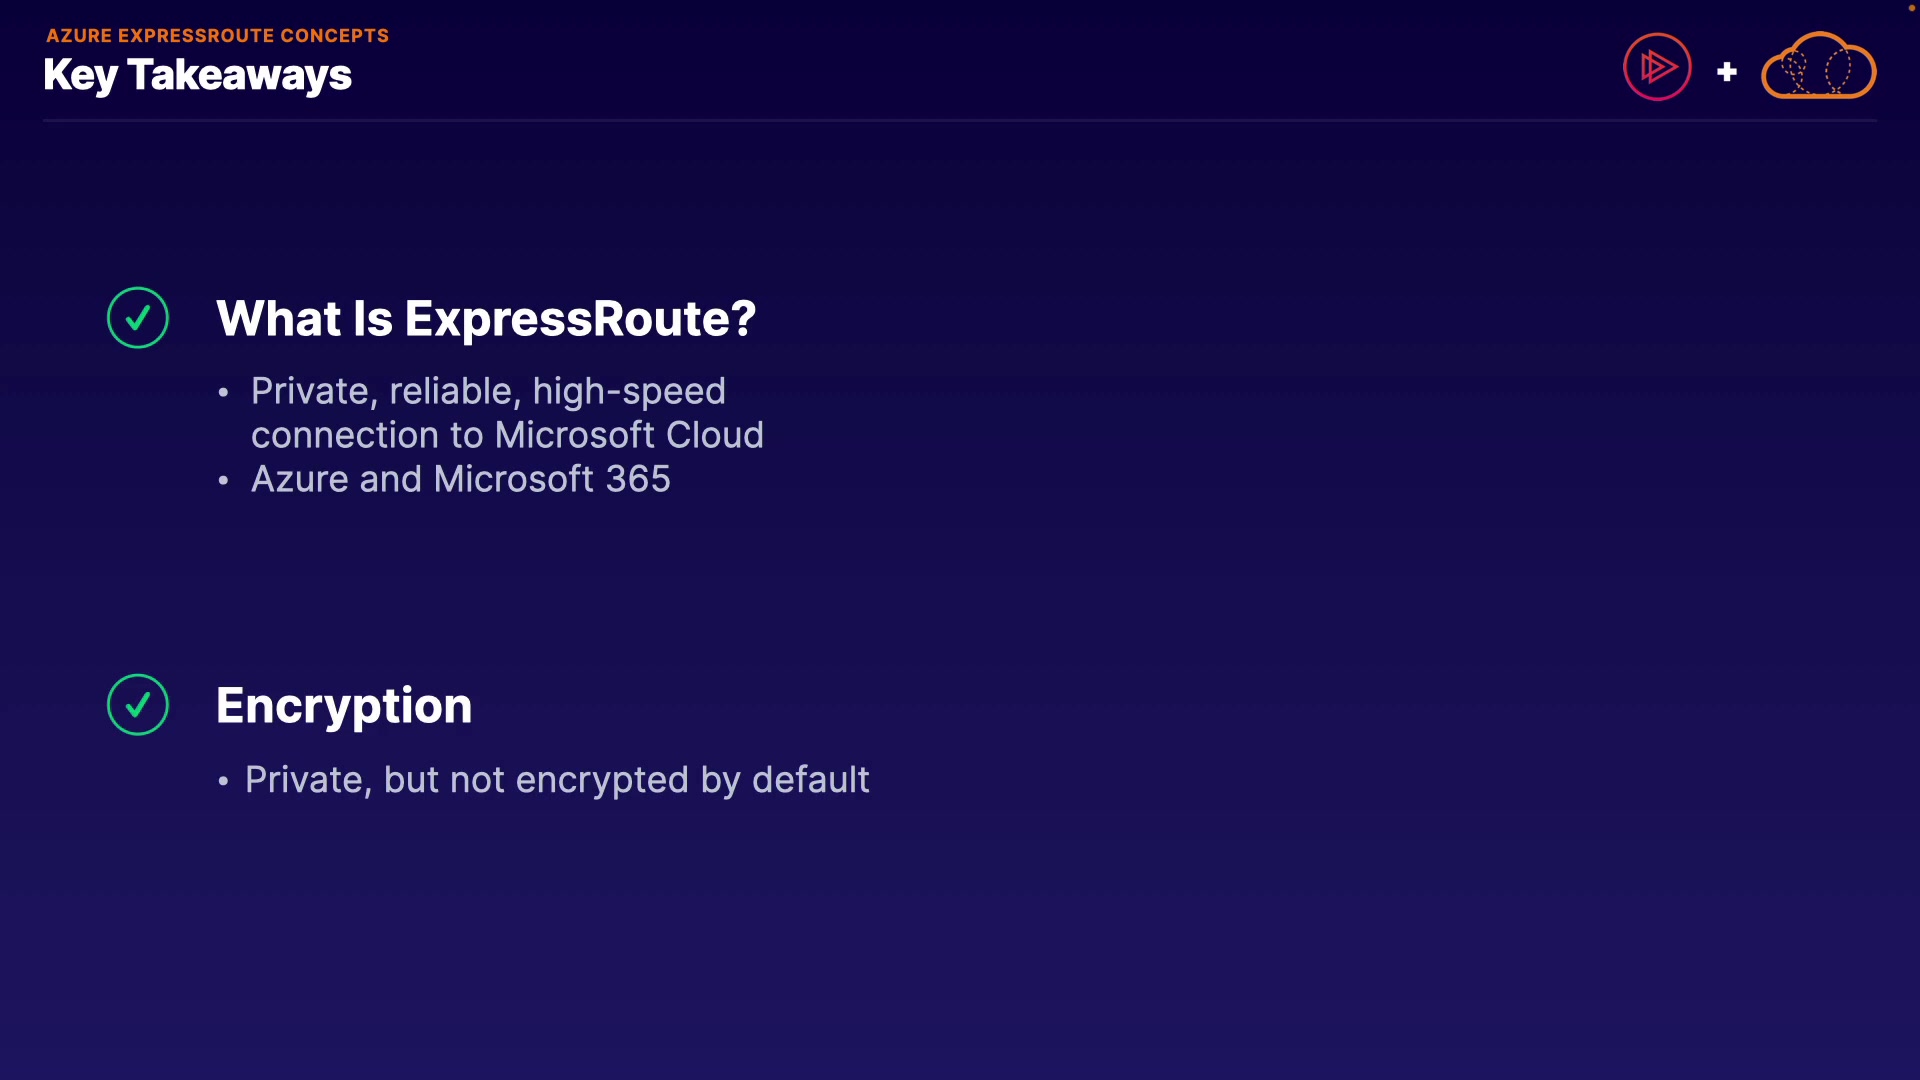 AZURE EXPRESSROUTE CONCEPTS
Key Takeaways
What Is ExpressRoute?
• Private, reliable, high-speed
connection to Microsoft Cloud
• Azure and Microsoft 365
Encryption
• Private, but not encrypted by default